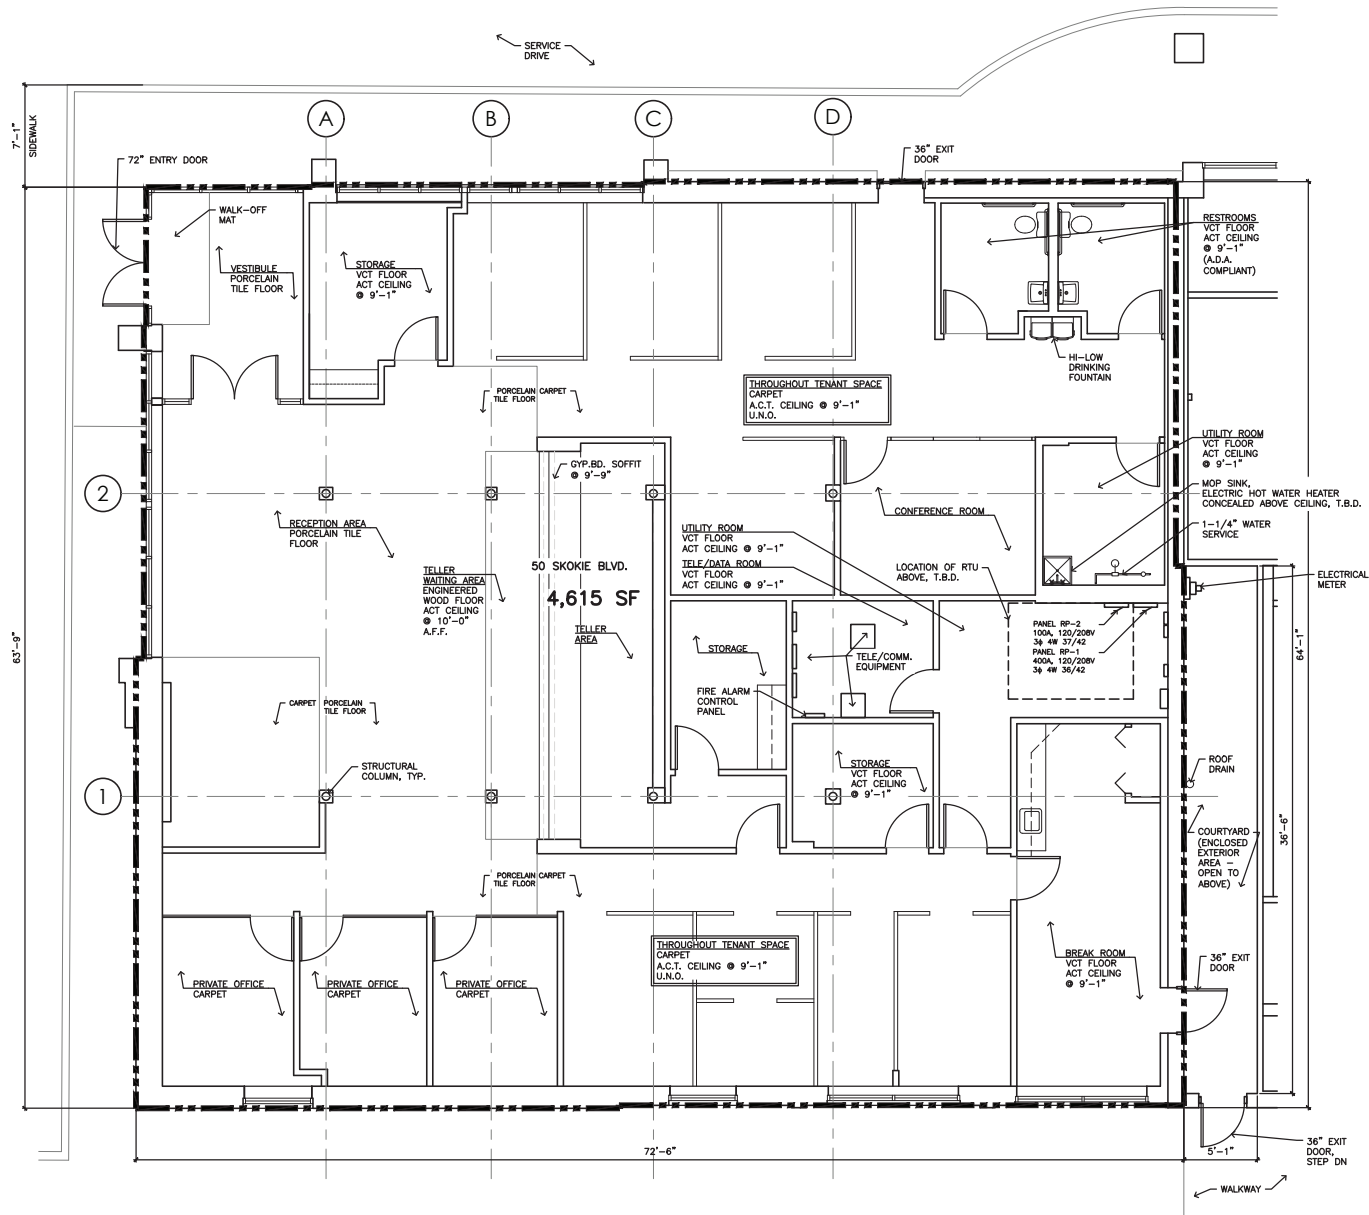 SERVICE
DRIVE
A
B
C
D
7'-1"
SIDEWALK
72" ENTRY DOOR
36" EXIT
DOOR
WALK-OFF
MAT
VESTIBULE
PORCELAIN
TILE FLOOR
STORAGE
VCT FLOOR
ACT CEILING
@ 9'-1"
RESTROOMS
VCT FLOOR
ACT CEILING
@ 9'-1"
(A.D.A.
COMPLIANT)
HI-LOW
DRINKING
FOUNTAIN
PORCELAIN CARPET
TILE FLOOR
THROUGHOUT TENANT SPACE
CARPET
A.C.T. CEILING @ 9'-1"
U.N.O.
UTILITY ROOM
VCT FLOOR
ACT CEILING
@ 9'-1"
GYP.BD. SOFFIT
@ 9'-9"
2
MOP SINK,
ELECTRIC HOT WATER HEATER
CONCEALED ABOVE CEILING, T.B.D.
1-1/4" WATER
SERVICE
RECEPTION AREA
PORCELAIN TILE
FLOOR
CONFERENCE ROOM
UTILITY ROOM
VCT FLOOR
ACT CEILING @ 9'-1"
TELE/DATA ROOM
VCT FLOOR
ACT CEILING @ 9'-1"
LOCATION OF RTU
ABOVE, T.B.D.
50 SKOKIE BLVD.
4,615 SF
TELLER
WAITING AREA
ENGINEERED
WOOD FLOOR
ACT CEILING
@ 10'-0"
A.F.F.
TELLER
AREA
ELECTRICAL
METER
PANEL RP-2
100A, 120/208V
3ϕ 4W 37/42
PANEL RP-1
400A, 120/208V
3ϕ 4W 36/42
STORAGE
TELE/COMM.
EQUIPMENT
63'-9"
64'-1"
FIRE ALARM
CONTROL
PANEL
CARPET PORCELAIN
TILE FLOOR
STRUCTURAL
COLUMN, TYP.
STORAGE
VCT FLOOR
ACT CEILING
@ 9'-1"
ROOF
DRAIN
1
COURTYARD
(ENCLOSED
EXTERIOR
AREA -
OPEN TO
ABOVE)
36'-6"
PORCELAIN CARPET
TILE FLOOR
THROUGHOUT TENANT SPACE
CARPET
A.C.T. CEILING @ 9'-1"
U.N.O.
BREAK ROOM
VCT FLOOR
ACT CEILING
@ 9'-1"
36" EXIT
DOOR
PRIVATE OFFICE
CARPET
PRIVATE OFFICE
CARPET
PRIVATE OFFICE
CARPET
72'-6"
5'-1"
36" EXIT
DOOR,
STEP DN
WALKWAY